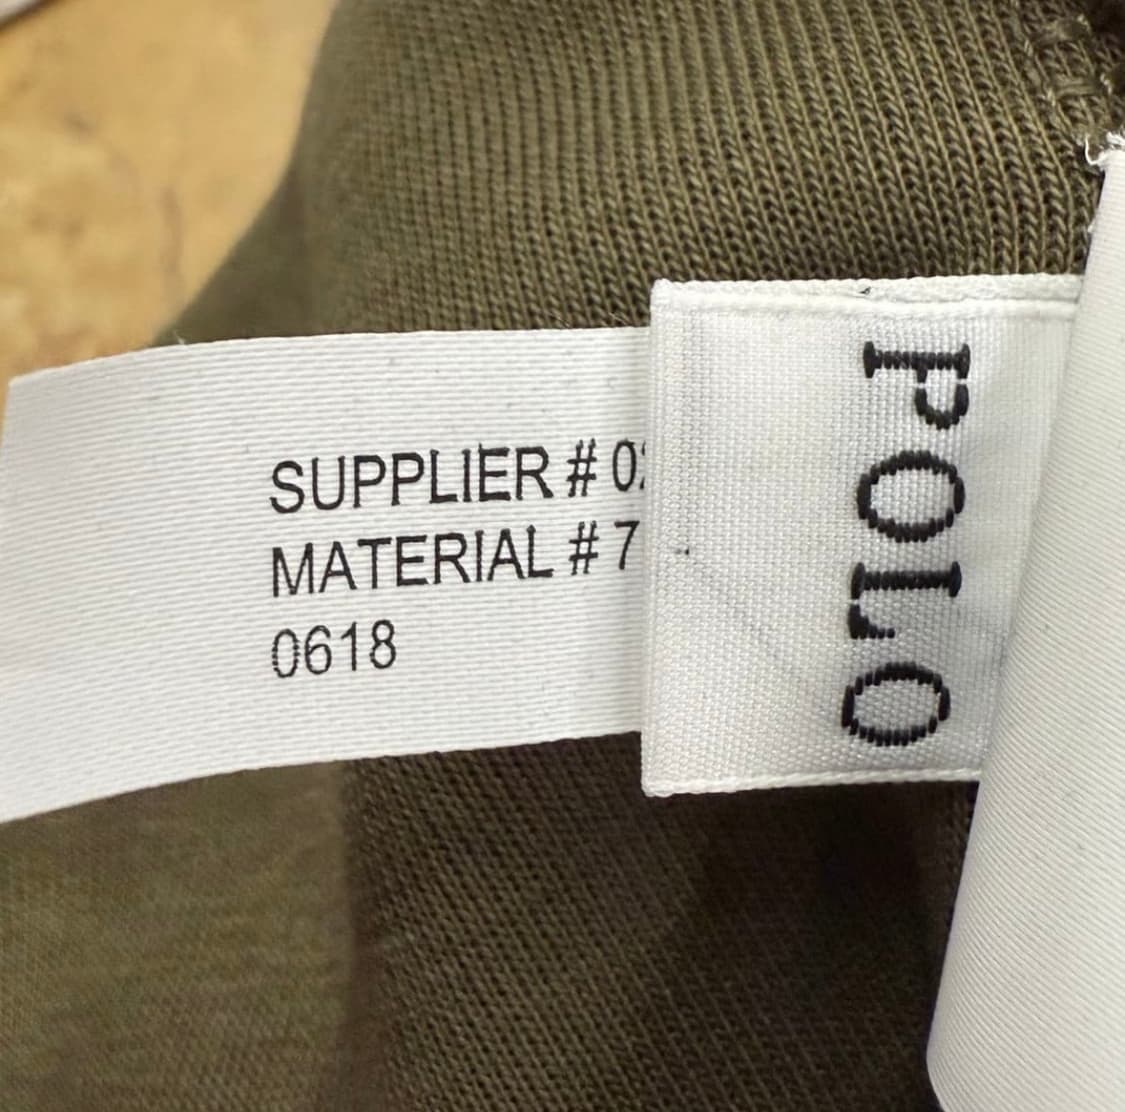 SUPPLIER # 0
MATERIAL # 7
0618
POLO